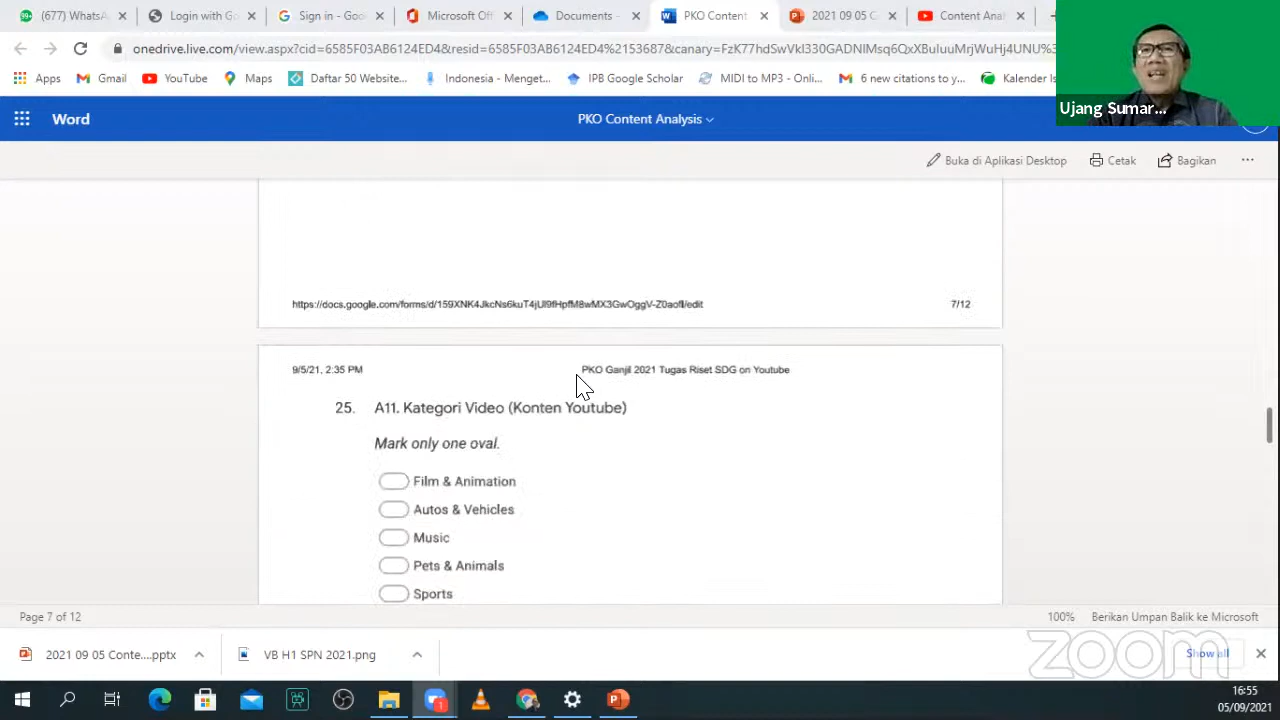 (677) WhatsA
Login with Go
Sign in - Goo
Microsoft Off
Documents -
PKO Content
2021 09 05 C
Content Anal
onedrive.live.com/view.aspx?cid=6585F03AB6124ED4&resid=6585F03AB6124ED4%2153687&canary=
Apps
Gmail
YouTube
Maps
Daftar 50 Website...
Indonesia - Menget...
IPB Google Scholar
MIDI to MP3 - Onli...
6 new citations to y...
Kalender Is
Ujang Sumar...
Word
PKO Content Analysis
Buka di Aplikasi Desktop
Cetak
Bagikan
7/12
9/5/21, 2:35 PM
PKO Ganjil 2021 Tugas Riset SDG on Youtube
25. A11. Kategori Video (Konten Youtube)
Mark only one oval.
Film & Animation
Autos & Vehicles
Music
Pets & Animals
Sports
Page 7 of 12
100%
Berikan Umpan Balik ke Microsoft
2021 09 05 Conte....pptx
VB H1 SPN 2021.png
Show all
zoom
16:55
05/09/2021